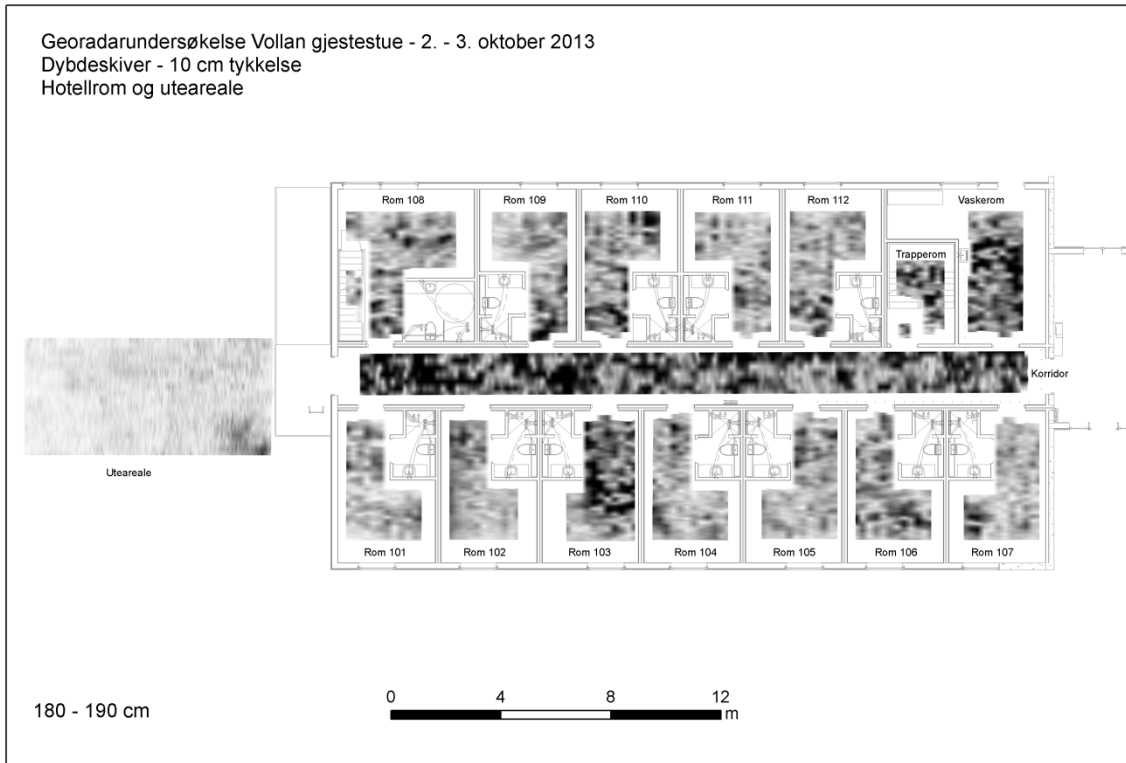 Georadarundersøkelse Vollan gjestestue - 2. - 3. oktober 2013
Dybdeskiver - 10 cm tykkelse
Hotellrom og uteareale
Rom 108
Rom 109
Rom 110
Rom 111
Rom 112
Vaskerom
Trapperom
Korridor
Uteareale
Rom 101
Rom 102
Rom 103
Rom 104
Rom 105
Rom 106
Rom 107
180 - 190 cm
0 4 8 12
m